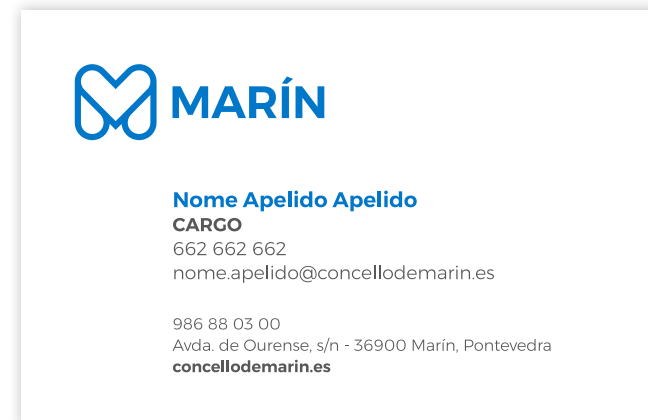 MARÍN
Nome Apelido Apelido
CARGO
662 662 662
nome.apelido@concellodemarin.es
986 88 03 00
Avda. de Ourense, s/n - 36900 Marín, Pontevedra
concellodemarin.es